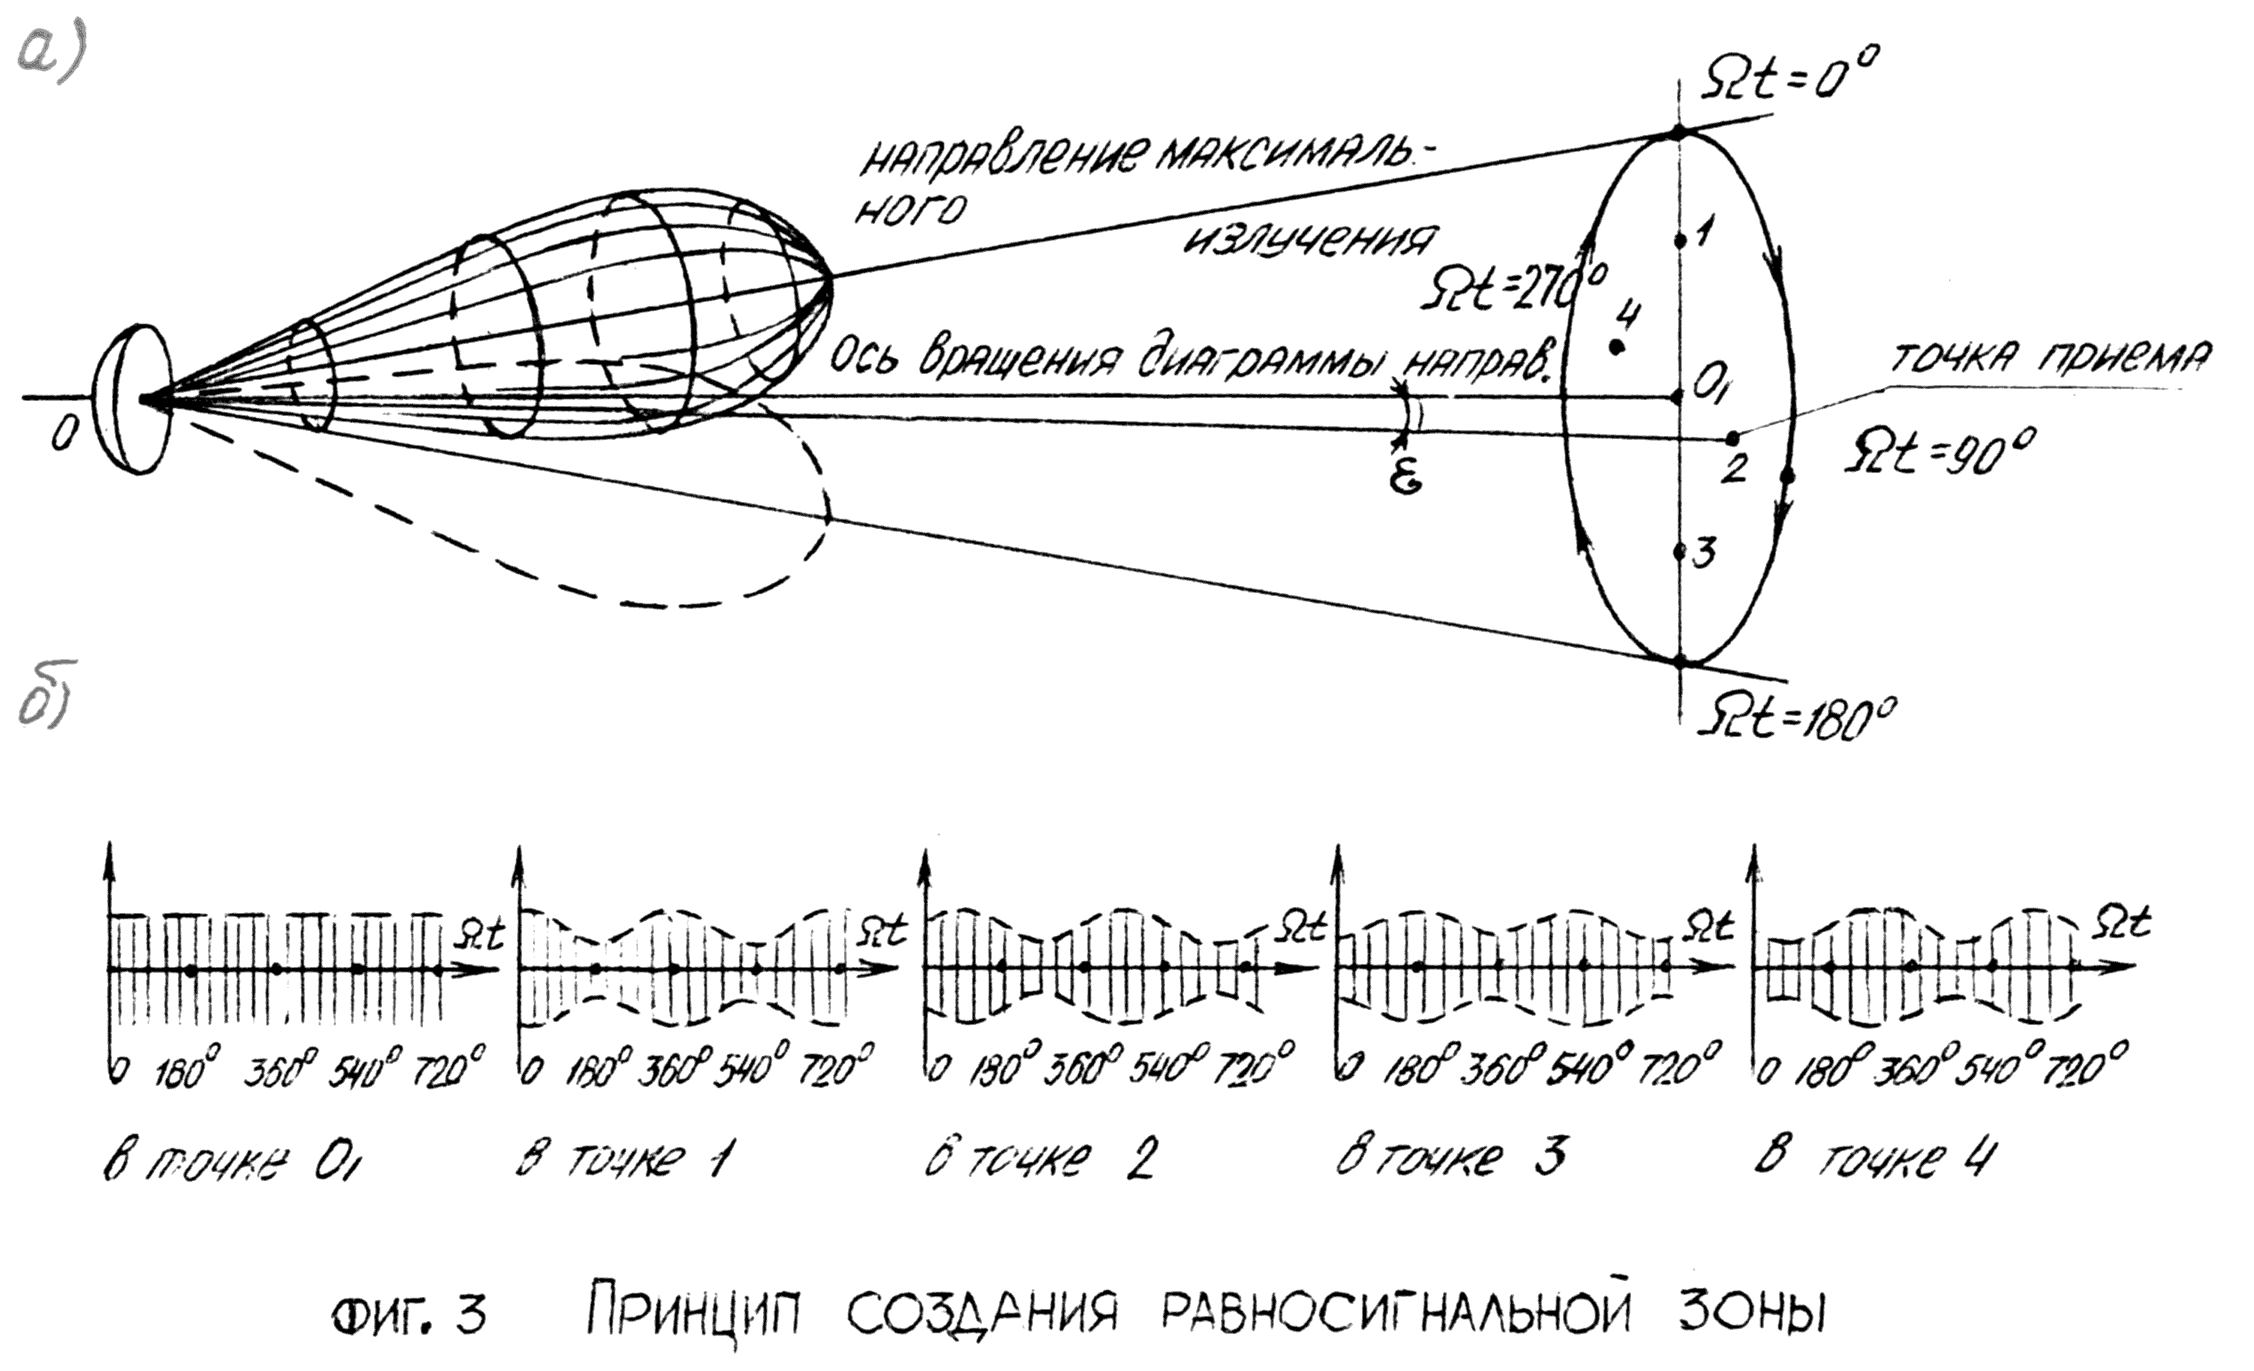 а)
Ωt=0°
направление максималь-
ного
излучения
1
Ωt=270°
4
ось вращения диаграммы направ.
0₁
точка приема
0
ε
2
Ωt=90°
3
б)
Ωt=180°
Ωt Ωt Ωt Ωt Ωt
0 180° 360° 540° 720° 0 180° 360° 540° 720° 0 180° 360° 540° 720° 0 180° 360° 540° 720° 0 180° 360° 540° 720°
в точке 0₁ в точке 1 в точке 2 в точке 3 в точке 4
Фиг. 3 Принцип создания равносигнальной зоны